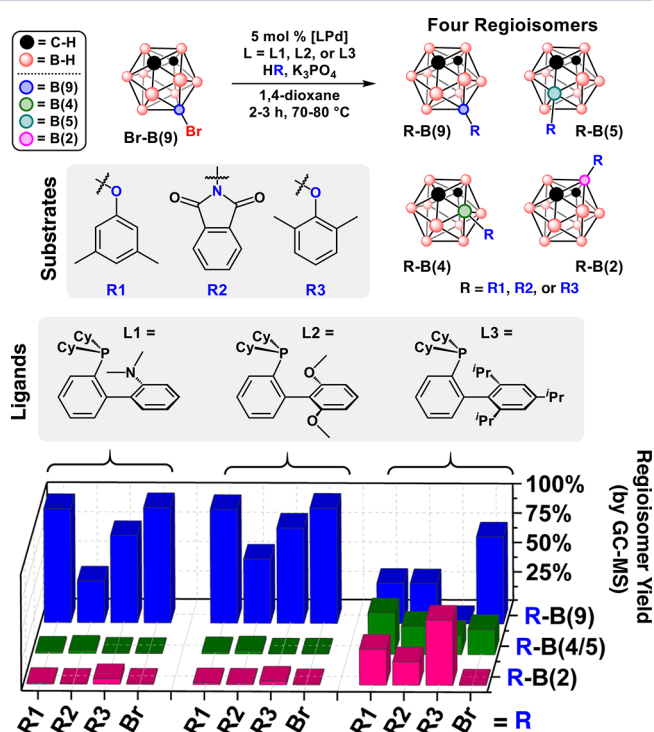 = C-H
= B-H
= B(9)
= B(4)
= B(5)
= B(2)
Br-B(9)
Br
5 mol % [LPd]
L = L1, L2, or L3
HR, K3PO4
1,4-dioxane
2-3 h, 70-80 °C
Four Regioisomers
R-B(9)
R
R
R-B(5)
R-B(4)
R
R
R-B(2)
R = R1, R2, or R3
Substrates
O
R1
O N O
R2
O
R3
Ligands
L1 =
Cy
Cy P
N
L2 =
Cy
Cy P
O
O
L3 =
Cy
Cy P
iPr
iPr
iPr
100%
75%
50%
25%
Regioisomer Yield
(by GC-MS)
R-B(9)
R-B(4/5)
R-B(2)
R1 R2 R3 Br R1 R2 R3 Br R1 R2 R3 Br = R